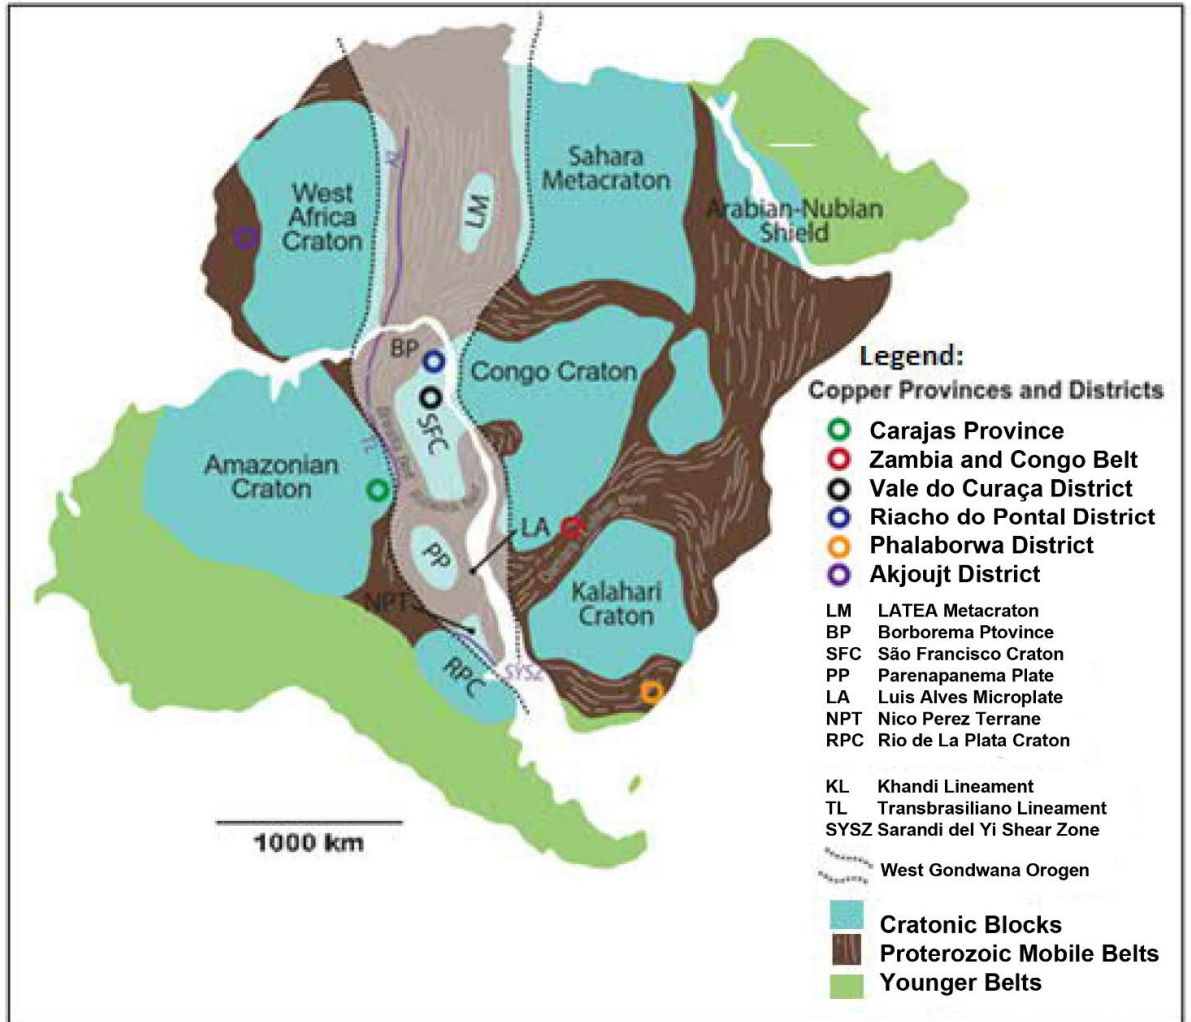 West
Africa
Craton
KL
LM
Sahara
Metacraton
Arabian-Nubian
Shield
BP
Congo Craton
SFC
TL
Amazonian
Craton
LA
PP
Kalahari
Craton
NPTS
RPC
SYSZ
1000 km
Legend:
Copper Provinces and Districts
Carajas Province
Zambia and Congo Belt
Vale do Curaça District
Riacho do Pontal District
Phalaborwa District
Akjoujt District
LM LATEA Metacraton
BP Borborema Ptovince
SFC São Francisco Craton
PP Parenapanema Plate
LA Luis Alves Microplate
NPT Nico Perez Terrane
RPC Rio de La Plata Craton
KL Khandi Lineament
TL Transbrasiliano Lineament
SYSZ Sarandi del Yi Shear Zone
West Gondwana Orogen
Cratonic Blocks
Proterozoic Mobile Belts
Younger Belts